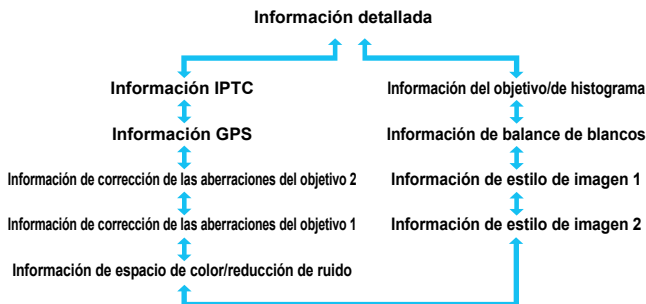 Información detallada
Información IPTC
Información del objetivo/de histograma
Información GPS
Información de balance de blancos
Información de corrección de las aberraciones del objetivo 2
Información de estilo de imagen 1
Información de corrección de las aberraciones del objetivo 1
Información de estilo de imagen 2
Información de espacio de color/reducción de ruido